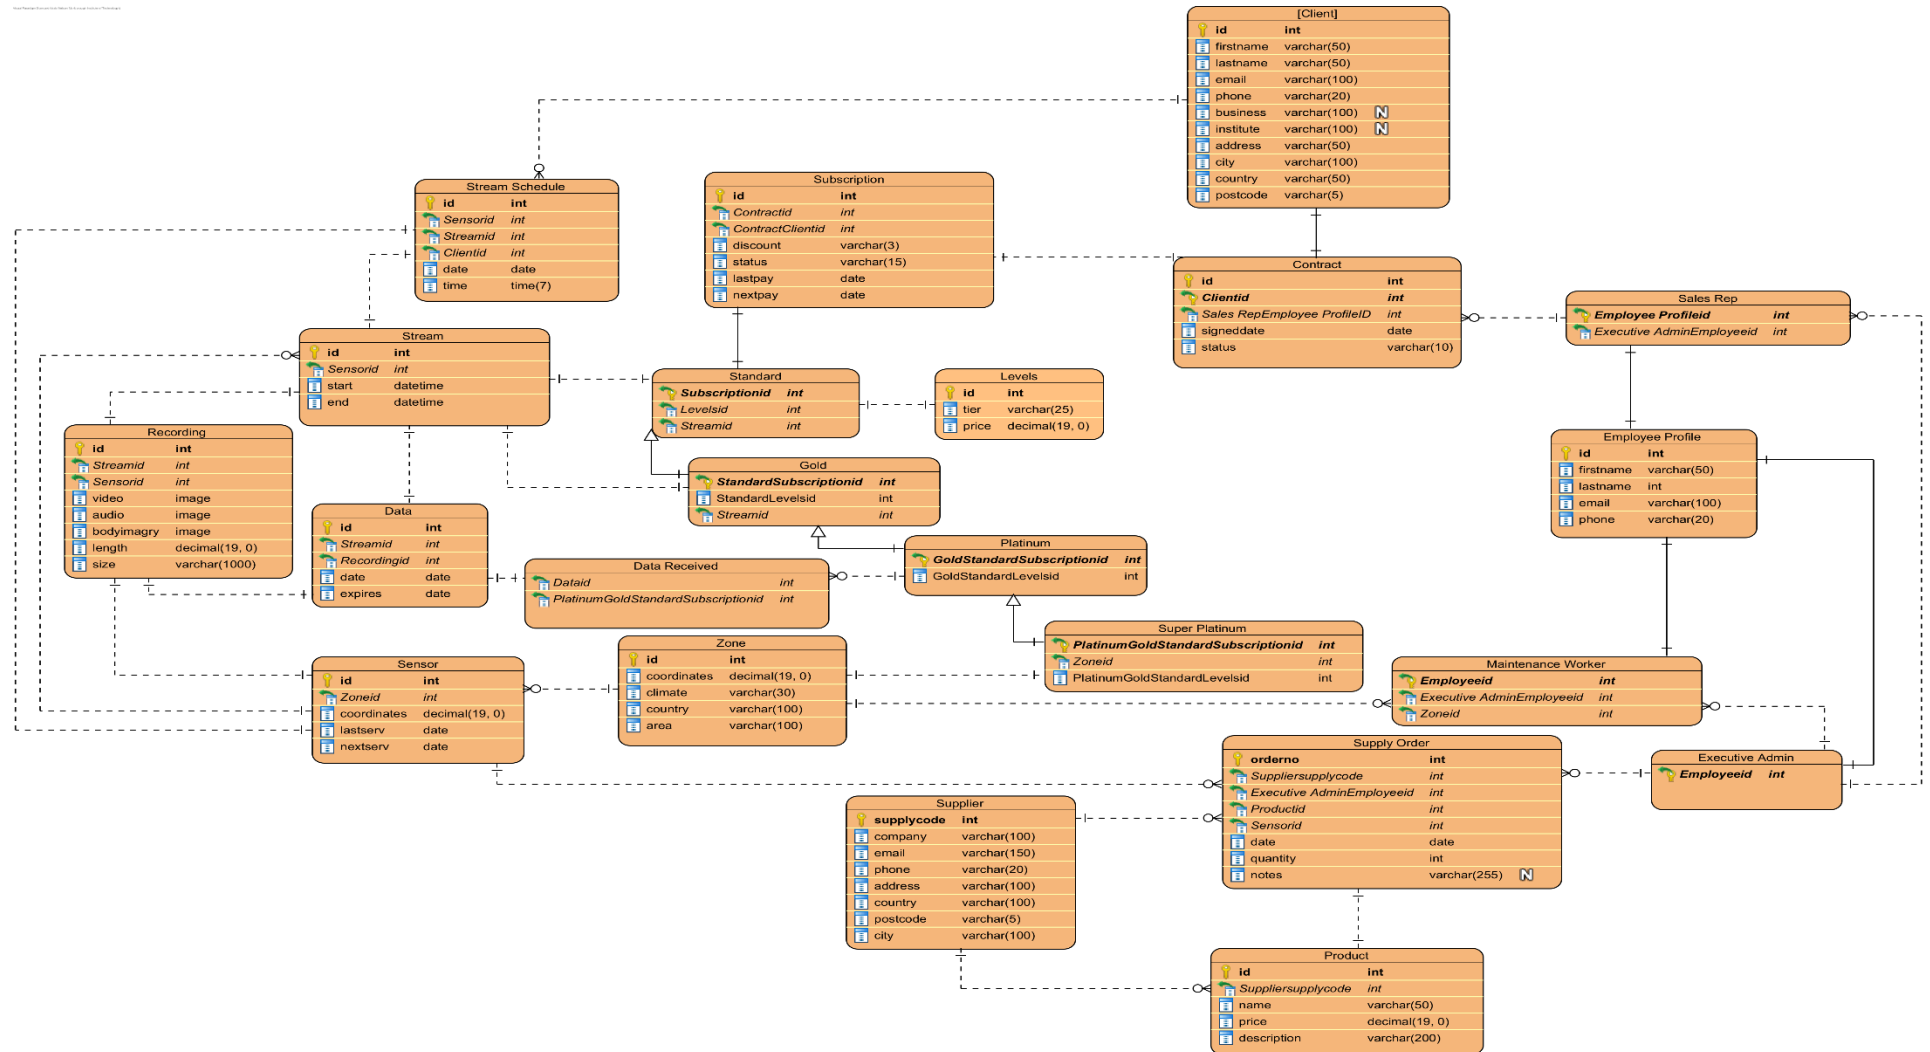 [Client]
id int
firstname varchar(50)
lastname varchar(50)
email varchar(100)
phone varchar(20)
business varchar(100) N
institute varchar(100) N
address varchar(50)
city varchar(100)
country varchar(50)
postcode varchar(5)
Stream Schedule
id int
Sensorid int
Streamid int
Clientid int
date date
time time(7)
Subscription
id int
Contractid int
ContractClientid int
discount varchar(3)
status varchar(15)
lastpay date
nextpay date
Contract
id int
Clientid int
Sales RepEmployee ProfileID int
signeddate date
status varchar(10)
Sales Rep
Employee Profileid int
Executive AdminEmployeeid int
Stream
id int
Sensorid int
start datetime
end datetime
Standard
Subscriptionid int
Levelsid int
Streamid int
Levels
id int
tier varchar(25)
price decimal(19, 0)
Recording
id int
Streamid int
Sensorid int
video image
audio image
bodyimagry image
length decimal(19, 0)
size varchar(1000)
Gold
StandardSubscriptionid int
StandardLevelsid int
Streamid int
Employee Profile
id int
firstname varchar(50)
lastname int
email varchar(100)
phone varchar(20)
Data
id int
Streamid int
Recordingid int
date date
expires date
Data Received
Dataid int
PlatinumGoldStandardSubscriptionid int
Platinum
GoldStandardSubscriptionid int
GoldStandardLevelsid int
Super Platinum
PlatinumGoldStandardSubscriptionid int
Zoneid int
PlatinumGoldStandardLevelsid int
Sensor
id int
Zoneid int
coordinates decimal(19, 0)
lastserv date
nextserv date
Zone
id int
coordinates decimal(19, 0)
climate varchar(30)
country varchar(100)
area varchar(100)
Maintenance Worker
Employeeid int
Executive AdminEmployeeid int
Zoneid int
Supply Order
orderno int
Suppliersupplycode int
Executive AdminEmployeeid int
Productid int
Sensorid int
date date
quantity int
notes varchar(255) N
Executive Admin
Employeeid int
Supplier
supplycode int
company varchar(100)
email varchar(150)
phone varchar(20)
address varchar(100)
country varchar(100)
postcode varchar(5)
city varchar(100)
Product
id int
Suppliersupplycode int
name varchar(50)
price decimal(19, 0)
description varchar(200)